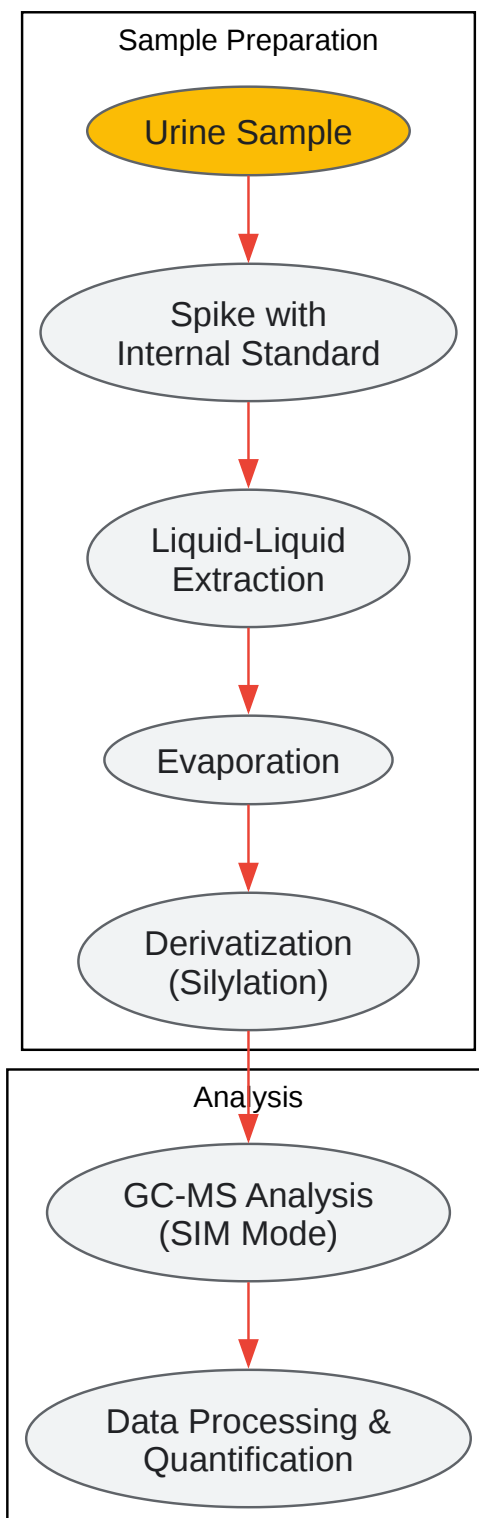 Sample Preparation
Urine Sample
Spike with
Internal Standard
Liquid-Liquid
Extraction
Evaporation
Derivatization
(Silylation)
Analysis
GC-MS Analysis
(SIM Mode)
Data Processing &
Quantification